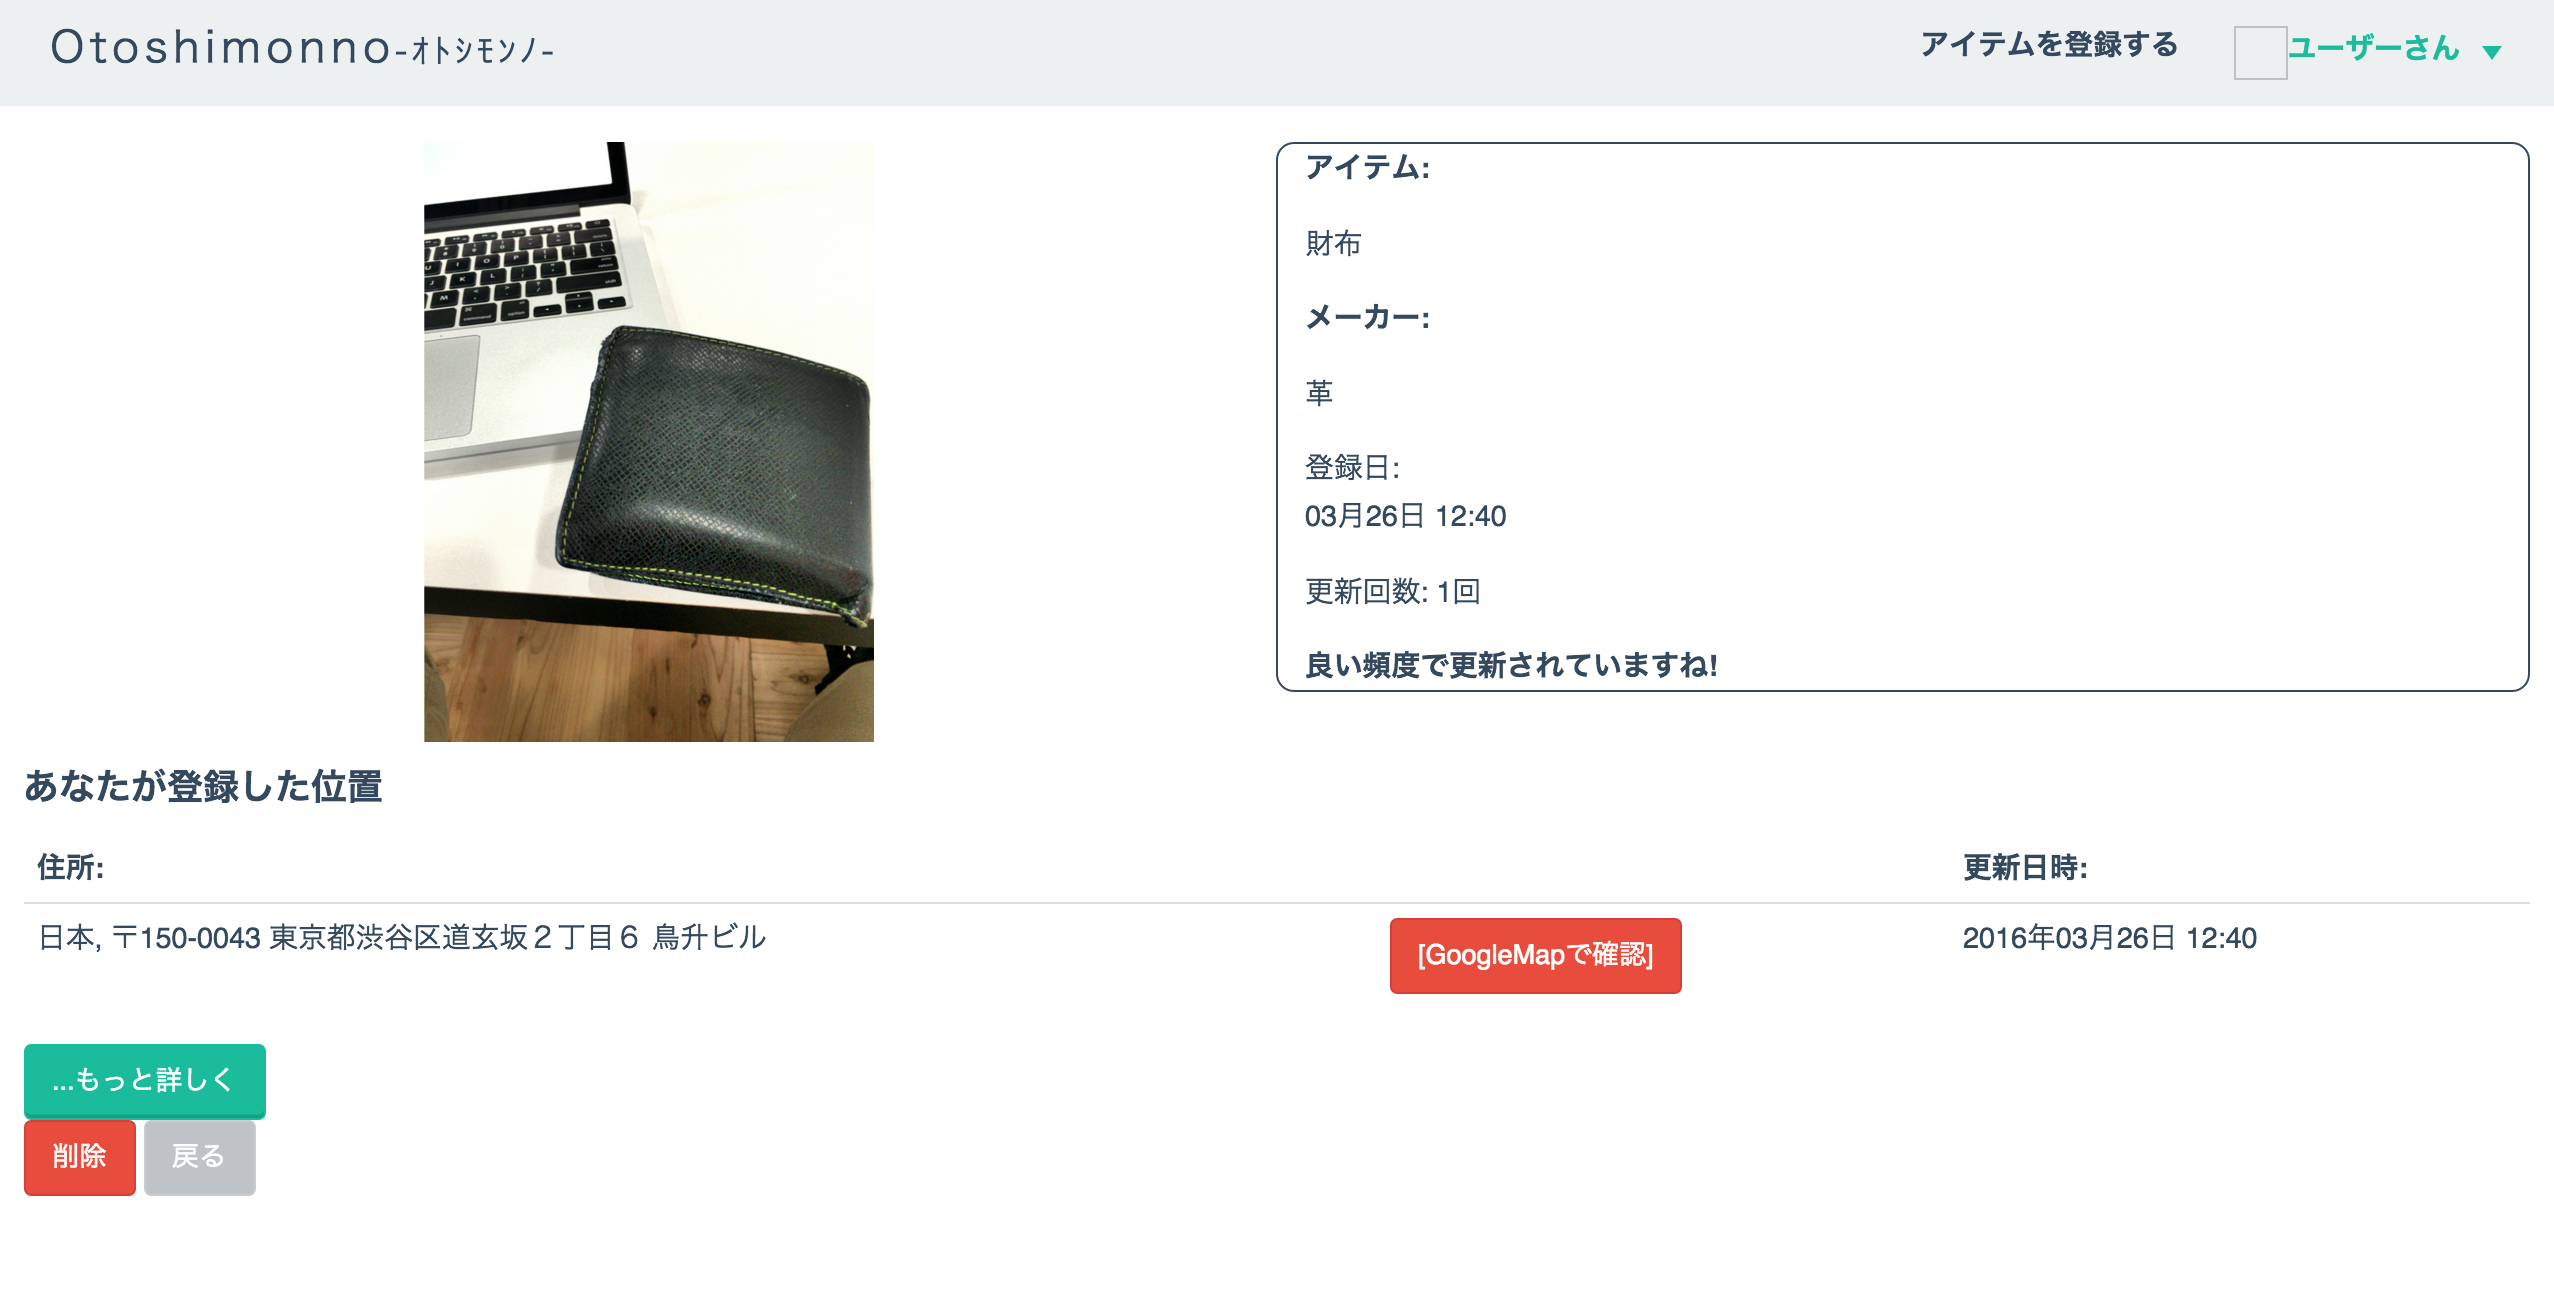 Otoshimonno-ｵﾄｼﾓﾝﾉ-
アイテムを登録する
ユーザーさん ▼
アイテム:
財布
メーカー:
革
登録日:
03月26日 12:40
更新回数: 1回
良い頻度で更新されていますね!
あなたが登録した位置
住所:
更新日時:
日本, 〒150-0043 東京都渋谷区道玄坂２丁目６ 鳥升ビル
[GoogleMapで確認]
2016年03月26日 12:40
...もっと詳しく
削除
戻る